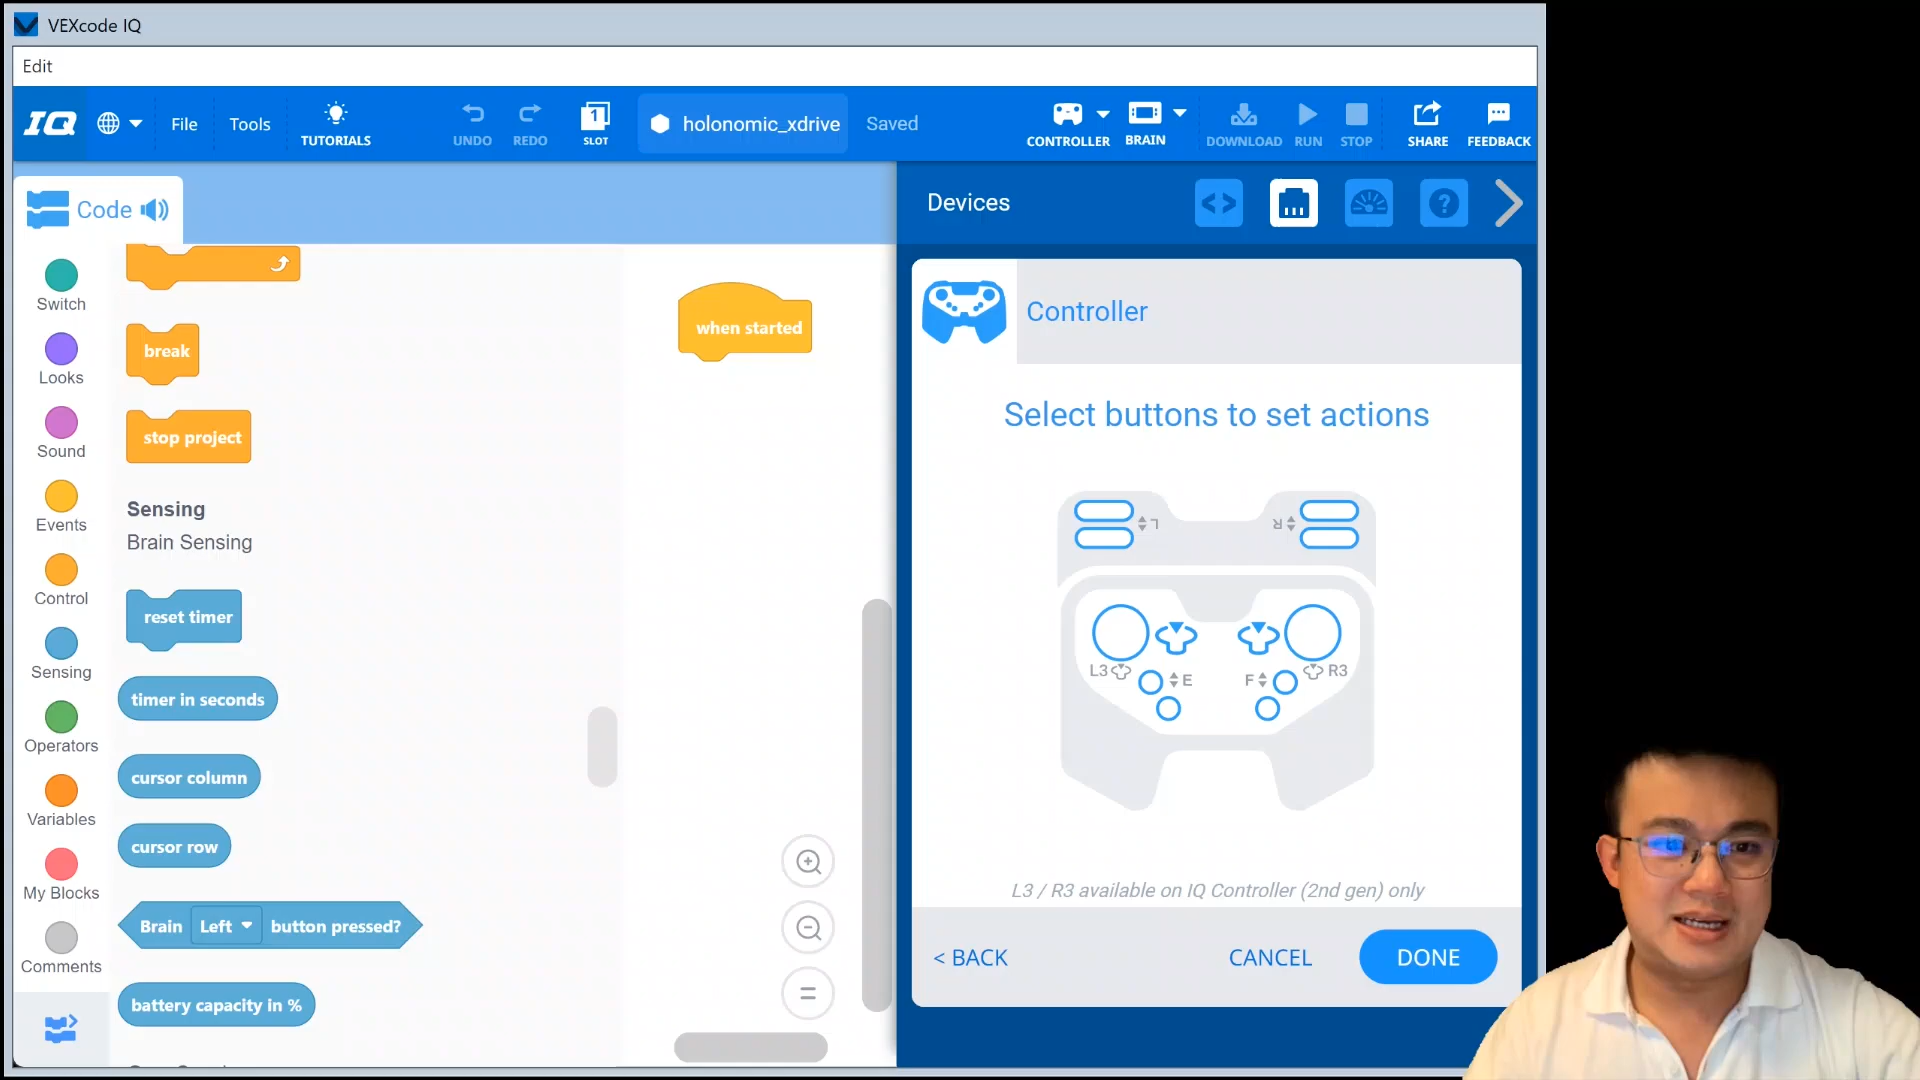 VEXcode IQ
Edit
IQ
File
Tools
TUTORIALS
UNDO
REDO
1
SLOT
holonomic_xdrive
Saved
CONTROLLER
BRAIN
DOWNLOAD
RUN
STOP
SHARE
FEEDBACK
Code
Devices
?
Switch
Looks
Sound
Events
Control
Sensing
Operators
Variables
My Blocks
Comments
break
stop project
Sensing
Brain Sensing
reset timer
timer in seconds
cursor column
cursor row
Brain Left button pressed?
battery capacity in %
when started
Controller
Select buttons to set actions
L
R
L3
R3
E
F
L3 / R3 available on IQ Controller (2nd gen) only
< BACK
CANCEL
DONE